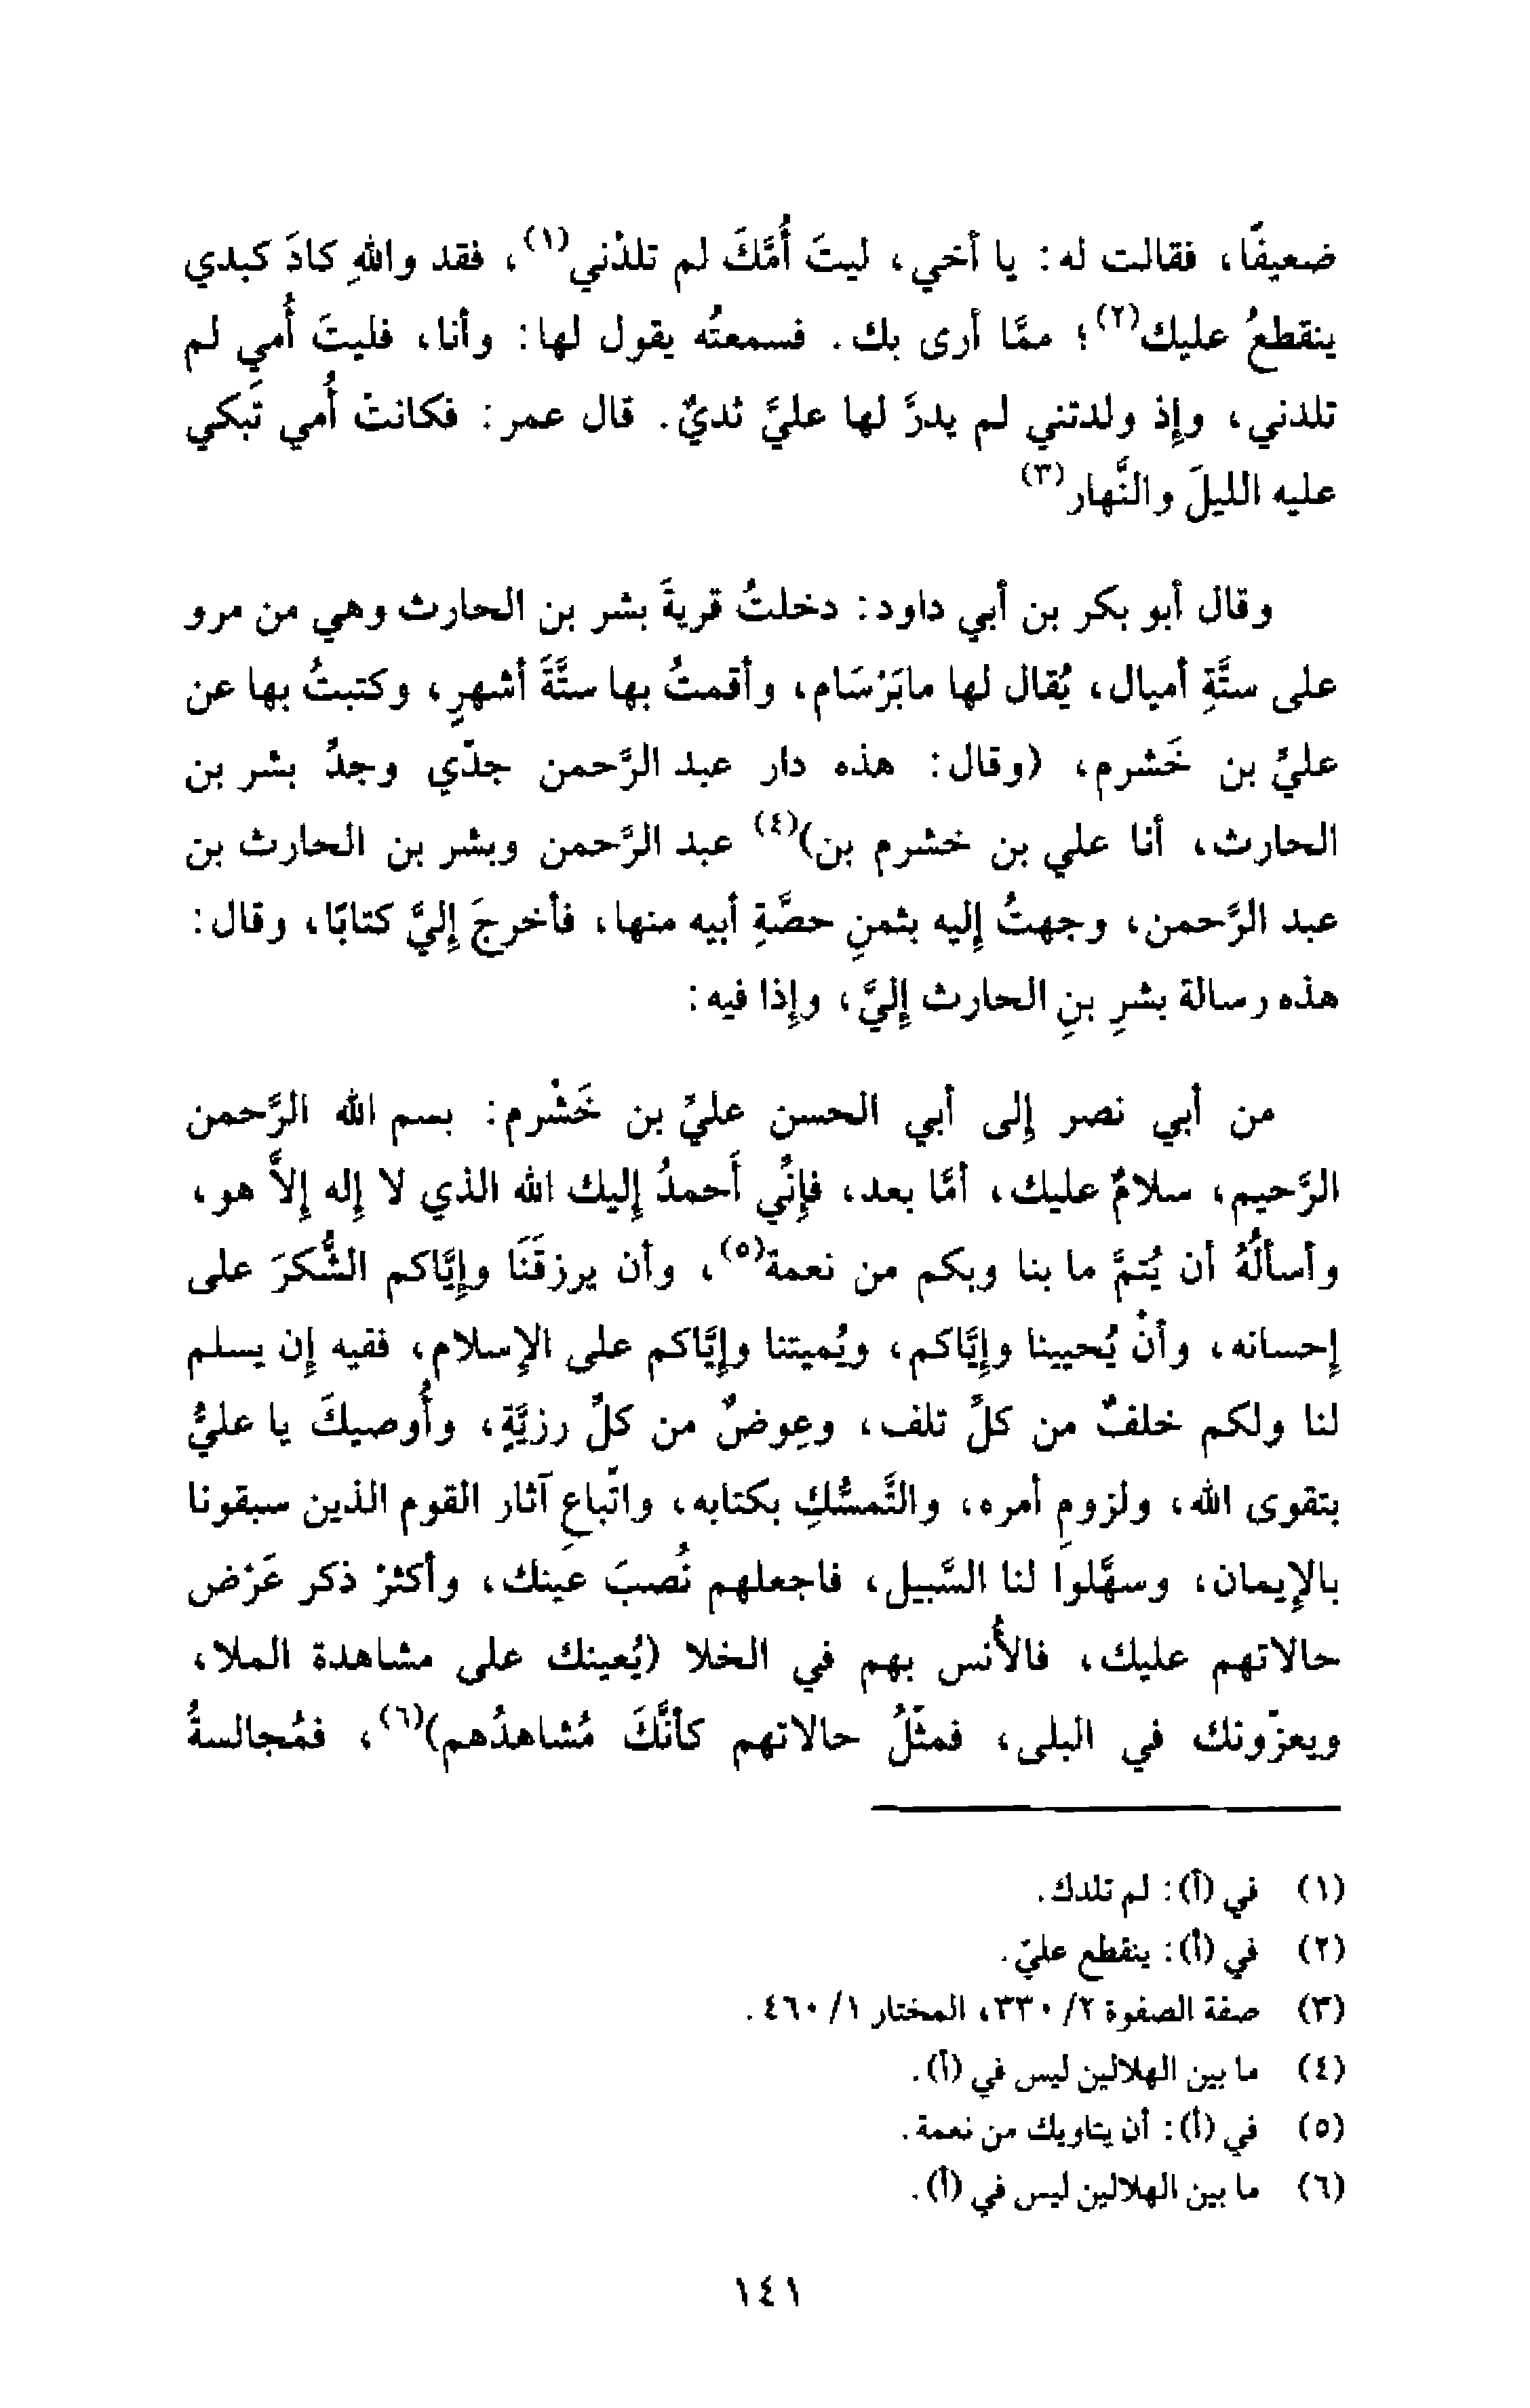 ضعيفًا، فقالت له: يا أخي، ليتَ أُمَّكَ لم تلدْني(١)، فقد واللهِ كادَ كبدي
ينقطعُ عليك(٢)؛ ممَّا أرى بك. فسمعتُه يقول لها: وأنا، فليتَ أُمي لم
تلدني، وإذ ولدتني لم يدرَّ لها عليَّ ثديٌ. قال عمر: فكانتْ أُمي تَبكي
عليه الليلَ والنَّهار(٣)
وقال أبو بكر بن أبي داود: دخلتُ قريةَ بشر بن الحارث وهي من مرو
على ستَّةِ أميال، يُقال لها مابَرْسَام، وأقمتُ بها ستَّةَ أشهرٍ، وكتبتُ بها عن
عليِّ بن خَشرم، (وقال: هذه دار عبد الرَّحمن جدّي وجدُّ بشر بن
الحارث، أنا علي بن خشرم بن)(٤) عبد الرَّحمن وبشر بن الحارث بن
عبد الرَّحمن، وجهتُ إليه بثمنِ حصَّةِ أبيه منها، فأخرجَ إليَّ كتابًا، وقال:
هذه رسالة بشرِ بنِ الحارث إليَّ، وإذا فيه:
من أبي نصر إلى أبي الحسن عليِّ بن خَشْرم: بسم الله الرَّحمن
الرَّحيم، سلامٌ عليك، أمَّا بعد، فإنِّي أَحمدُ إليك الله الذي لا إله إلاَّ هو،
وأسألُهُ أن يُتمَّ ما بنا وبكم من نعمة(٥)، وأن يرزقَنَا وإيَّاكم الشُّكرَ على
إحسانه، وأنْ يُحيينا وإيَّاكم، ويُميتنا وإيَّاكم على الإسلام، ففيه إن يسلم
لنا ولكم خلفٌ من كلِّ تلف، وعِوضٌ من كلِّ رزيَّةٍ، وأُوصيكَ يا عليُّ
بتقوى الله، ولزومِ أمره، والتَّمسُّكِ بكتابه، واتّباعِ آثار القوم الذين سبقونا
بالإيمان، وسهَّلوا لنا السَّبيل، فاجعلهم نُصبَ عَينك، وأكثرْ ذكر عَرْض
حالاتهم عليك، فالأُنس بهم في الخلا (يُعينك على مشاهدة الملا،
ويعزّونك في البلى، فمثّلُ حالاتهم كأنَّكَ مُشاهدُهم)(٦)، فمُجالسةُ
(١) في (أ): لم تلدك.
(٢) في (أ): ينقطع عليّ.
(٣) صفة الصفوة ٢/ ٣٣٠، المختار ١/ ٤٦٠.
(٤) ما بين الهلالين ليس في (أ).
(٥) في (أ): أن يتاويك من نعمة.
(٦) ما بين الهلالين ليس في (أ).
١٤١